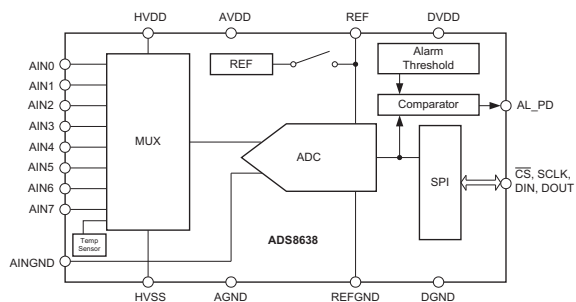 HVDD AVDD REF DVDD
AIN0
AIN1
AIN2
AIN3
AIN4
AIN5
AIN6
AIN7
AINGND
MUX
Temp
Sensor
REF
ADC
ADS8638
Alarm
Threshold
Comparator
SPI
AL_PD
CS, SCLK,
DIN, DOUT
HVSS AGND REFGND DGND